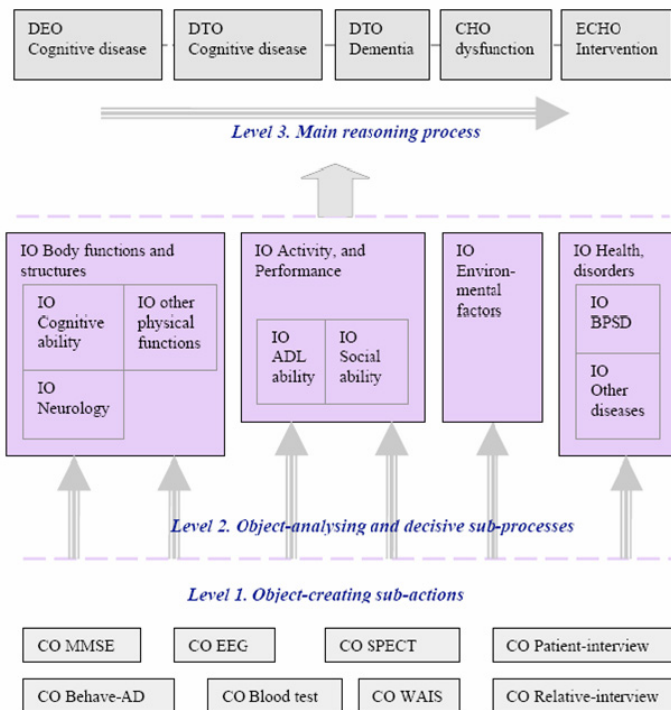 DEO
Cognitive disease
DTO
Cognitive disease
DTO
Dementia
CHO
dysfunction
ECHO
Intervention
Level 3. Main reasoning process
IO Body functions and
structures
IO
Cognitive
ability
IO other
physical
functions
IO
Neurology
IO Activity, and
Performance
IO
ADL
ability
IO
Social
ability
IO
Environ-
mental
factors
IO Health,
disorders
IO
BPSD
IO
Other
diseases
Level 2. Object-analysing and decisive sub-processes
Level 1. Object-creating sub-actions
CO MMSE
CO EEG
CO SPECT
CO Patient-interview
CO Behave-AD
CO Blood test
CO WAIS
CO Relative-interview